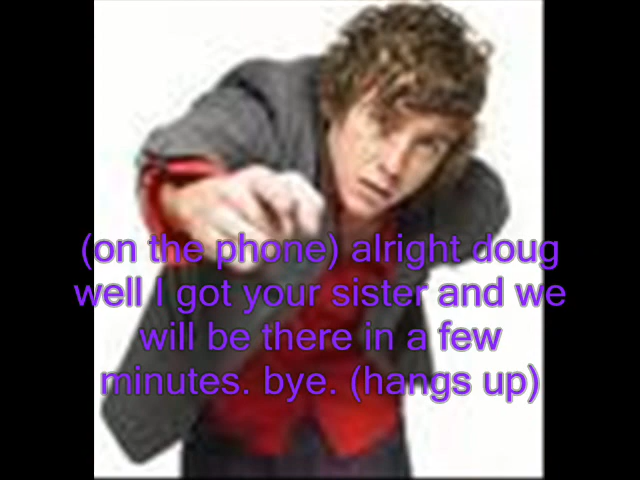 (on the phone) alright doug
well I got your sister and we
will be there in a few
minutes. bye. (hangs up)